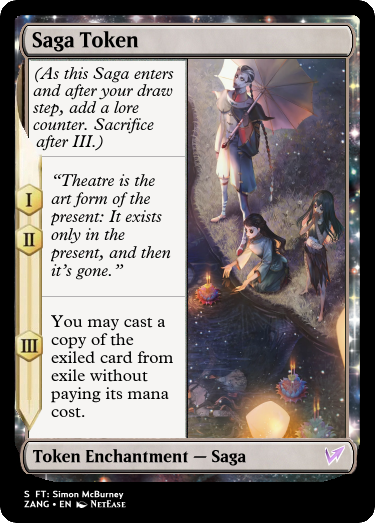 Saga Token
(As this Saga enters
and after your draw
step, add a lore
counter. Sacrifice
after III.)
I
II
“Theatre is the
art form of the
present: It exists
only in the
present, and then
it’s gone.”
III
You may cast a
copy of the
exiled card from
exile without
paying its mana
cost.
Token Enchantment — Saga
S FT: Simon McBurney
ZANG • EN NetEase